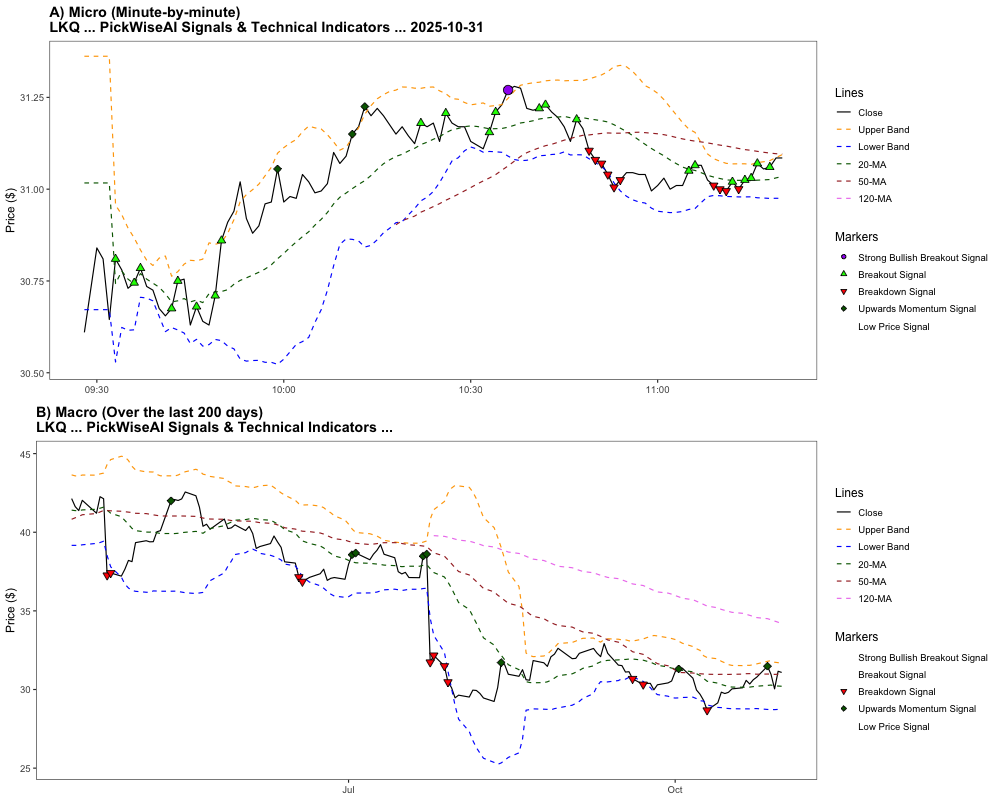 A) Micro (Minute-by-minute)
LKQ ... PickWiseAI Signals & Technical Indicators ... 2025-10-31
Price ($)
31.25
31.00
30.75
30.50
09:30
10:00
10:30
11:00
Lines
Close
Upper Band
Lower Band
20-MA
50-MA
120-MA
Markers
Strong Bullish Breakout Signal
Breakout Signal
Breakdown Signal
Upwards Momentum Signal
Low Price Signal
B) Macro (Over the last 200 days)
LKQ ... PickWiseAI Signals & Technical Indicators ...
Price ($)
45
40
35
30
25
Jul
Oct
Lines
Close
Upper Band
Lower Band
20-MA
50-MA
120-MA
Markers
Strong Bullish Breakout Signal
Breakout Signal
Breakdown Signal
Upwards Momentum Signal
Low Price Signal